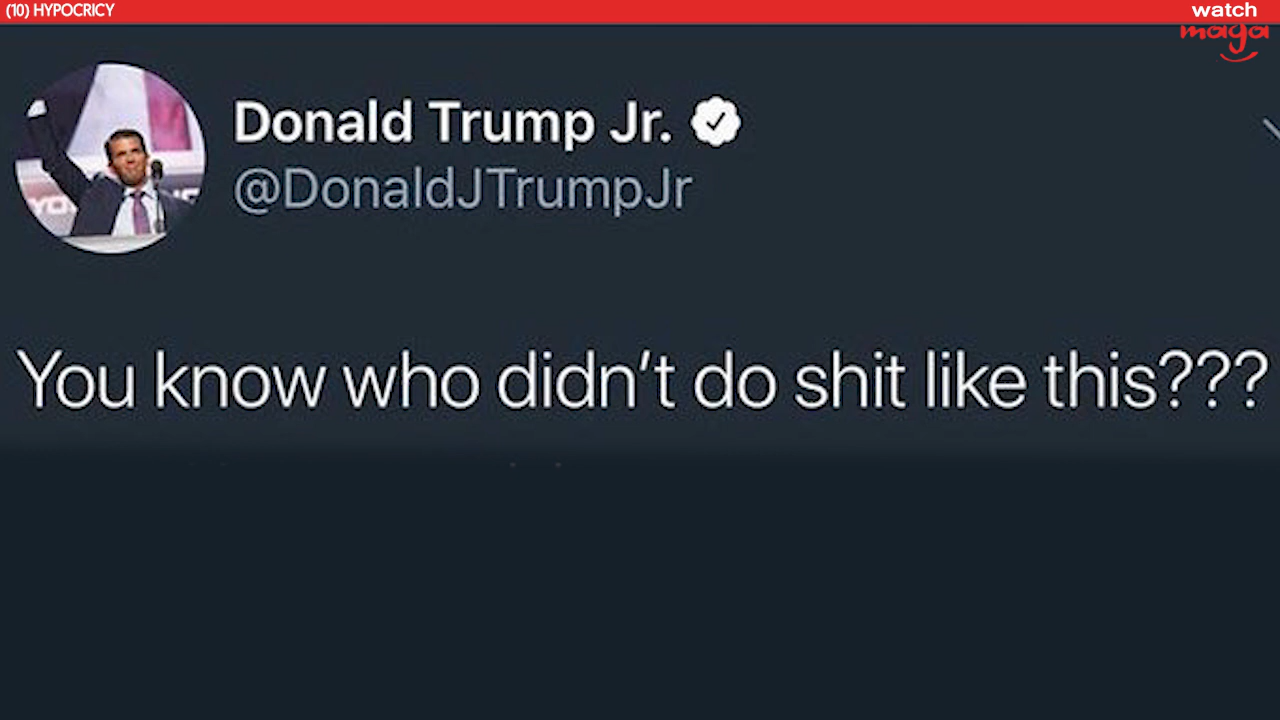 (10) HYPOCRICY
watch
maga
Donald Trump Jr.
@DonaldJTrumpJr
You know who didn't do shit like this???